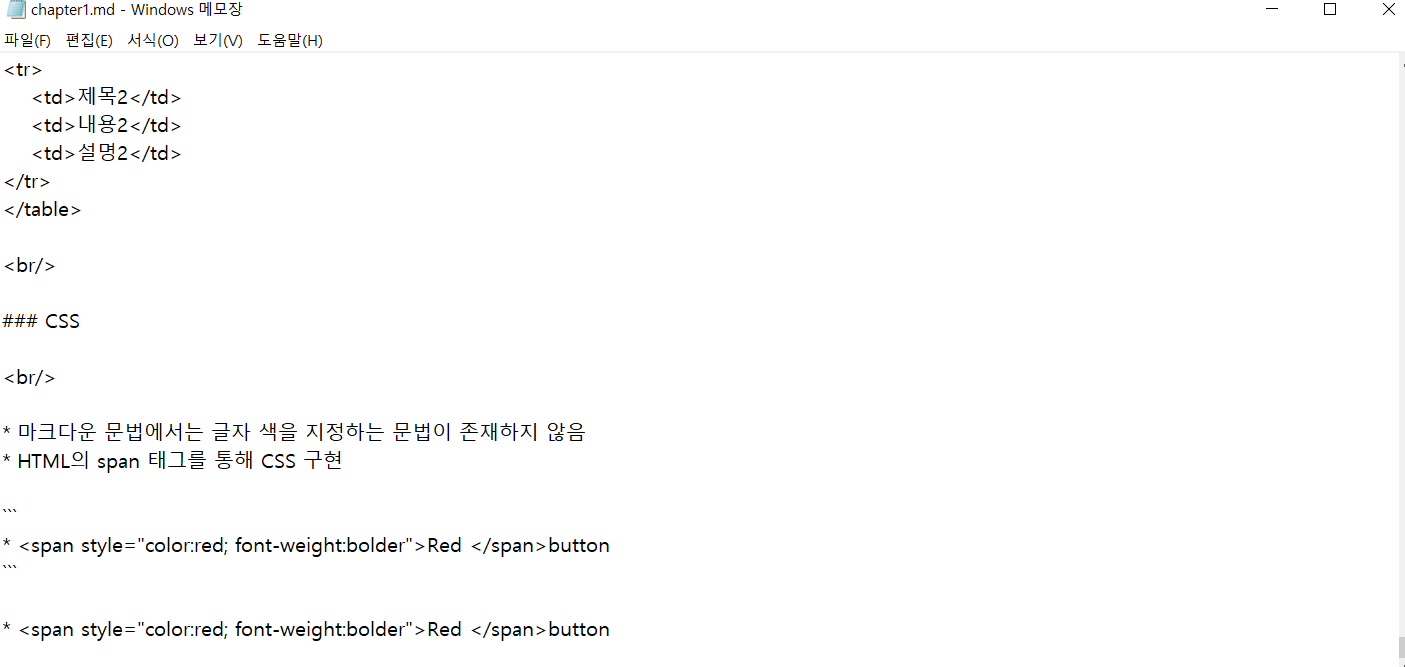 chapter1.md - Windows 메모장
파일(F) 편집(E) 서식(O) 보기(V) 도움말(H)
<tr>
    <td>제목2</td>
    <td>내용2</td>
    <td>설명2</td>
</tr>
</table>

<br/>

### CSS

<br/>

* 마크다운 문법에서는 글자 색을 지정하는 문법이 존재하지 않음
* HTML의 span 태그를 통해 CSS 구현

```
* <span style="color:red; font-weight:bolder">Red </span>button
```

* <span style="color:red; font-weight:bolder">Red </span>button